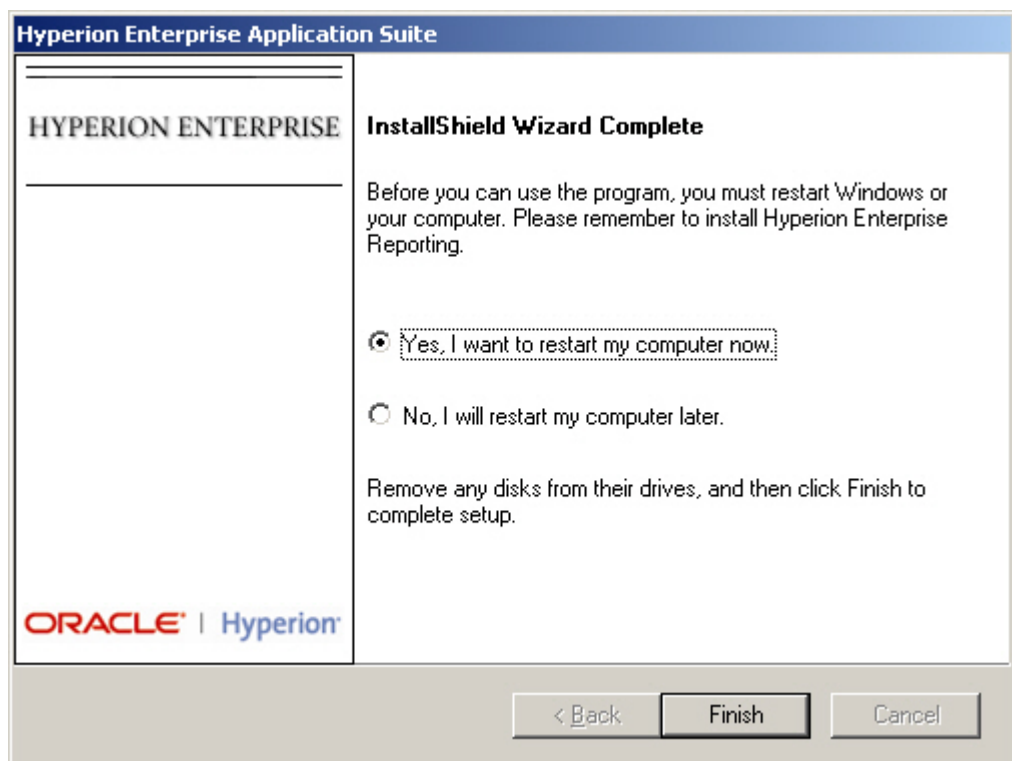 Hyperion Enterprise Application Suite
HYPERION ENTERPRISE
InstallShield Wizard Complete
Before you can use the program, you must restart Windows or
your computer. Please remember to install Hyperion Enterprise
Reporting.
Yes, I want to restart my computer now.
No, I will restart my computer later.
Remove any disks from their drives, and then click Finish to
complete setup.
ORACLE | Hyperion
< Back Finish Cancel